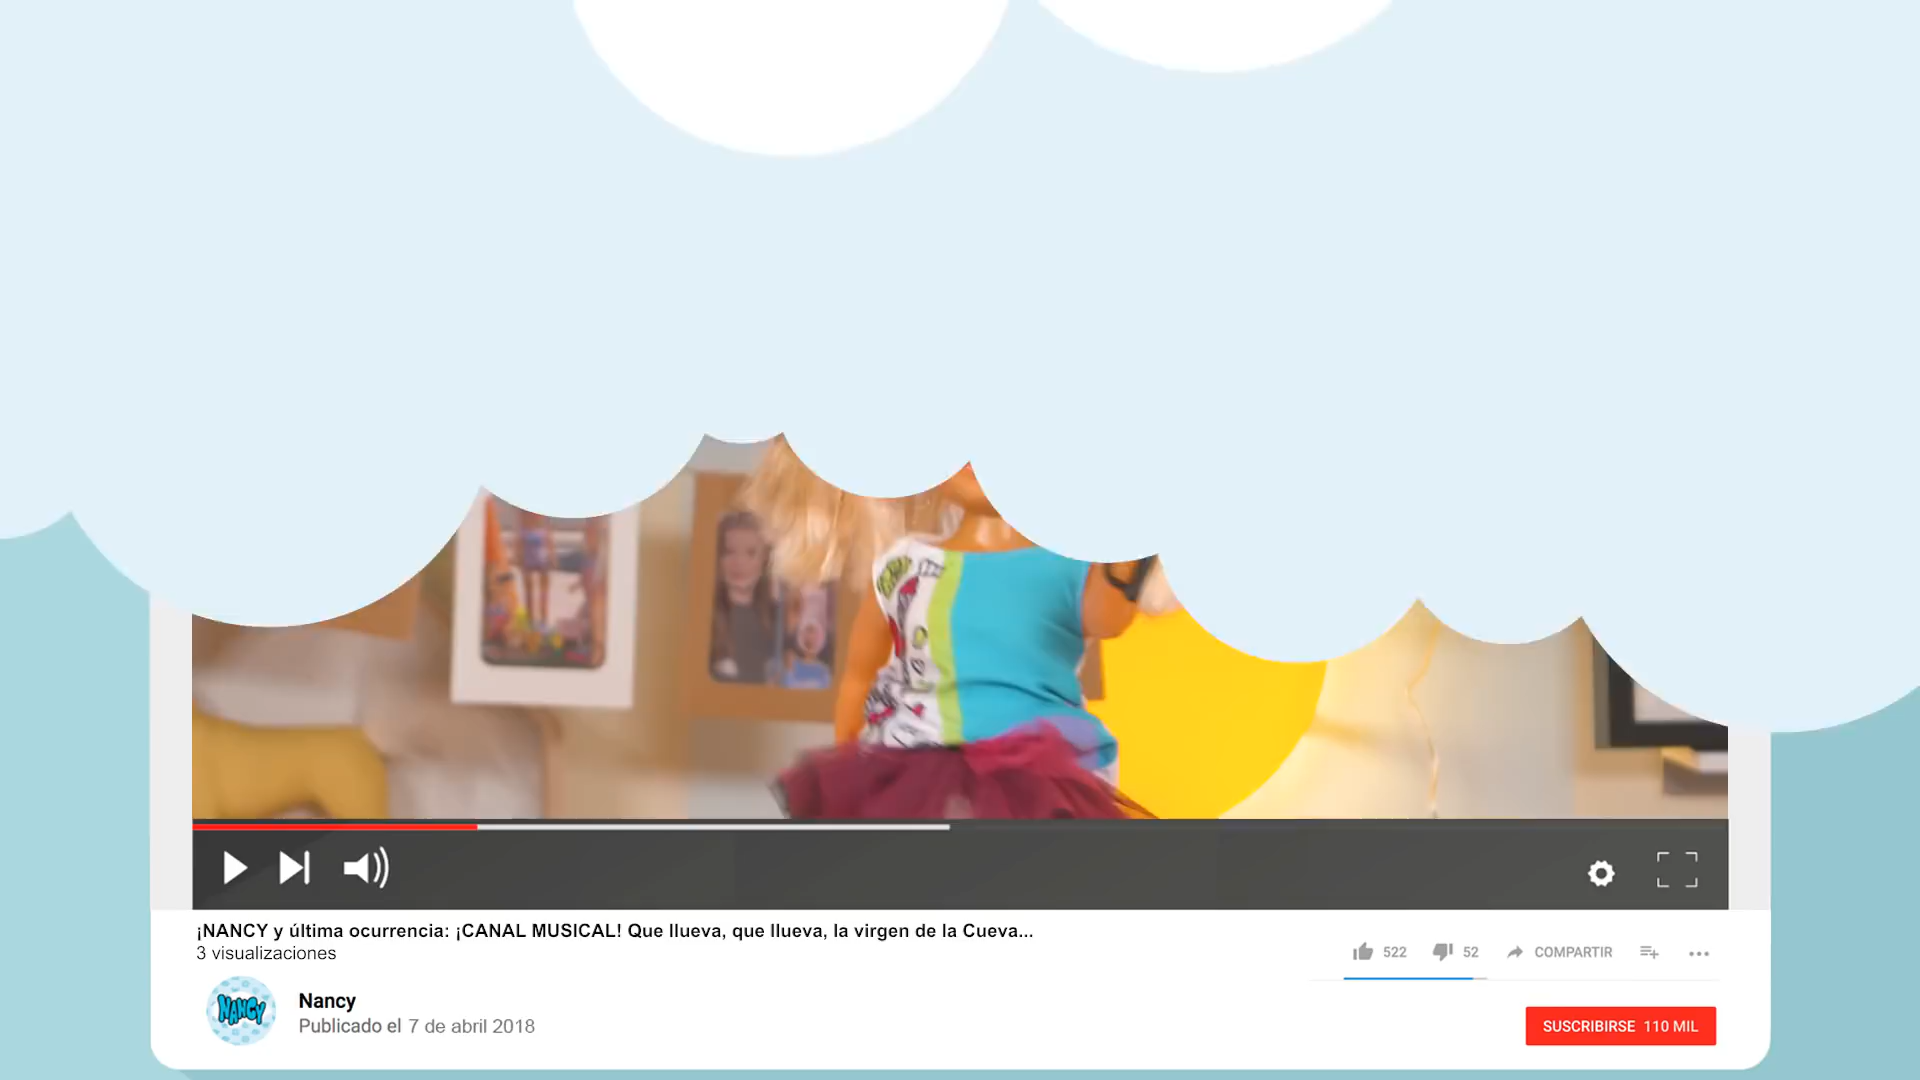 ¡NANCY y última ocurrencia: ¡CANAL MUSICAL! Que llueva, que llueva, la virgen de la Cueva...
3 visualizaciones
522 52 COMPARTIR
NANCY
Nancy
Publicado el 7 de abril 2018
SUSCRIBIRSE 110 MIL